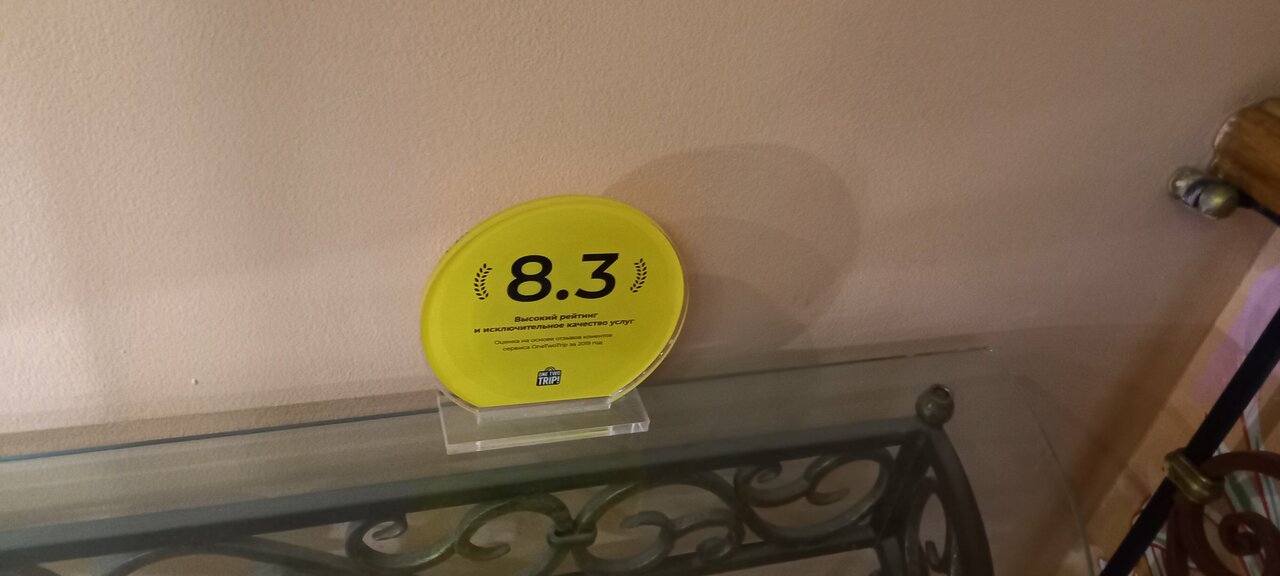 8.3
Высокий рейтинг
и исключительное качество услуг
Оценка на основе отзывов клиентов
сервиса OneTwoTrip за 2019 год
ONE TWO
TRIP!